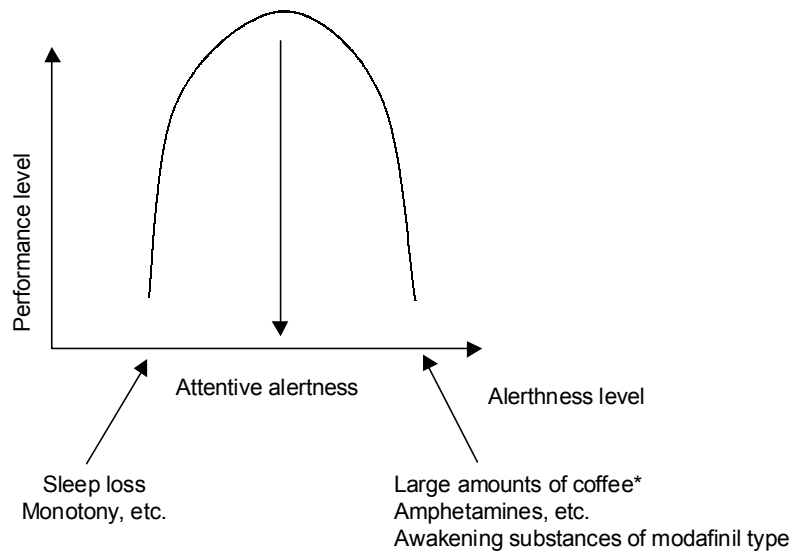 Performance level
Attentive alertness
Alerthness level
Sleep loss
Monotony, etc.
Large amounts of coffee*
Amphetamines, etc.
Awakening substances of modafinil type